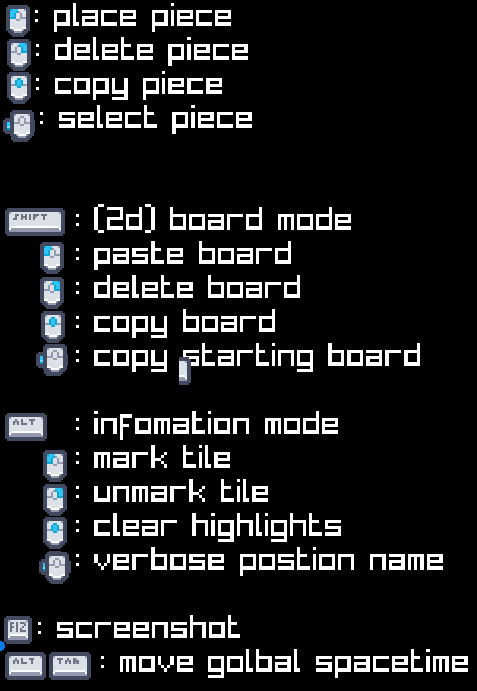 : place piece
: delete piece
: copy piece
: select piece
SHIFT : (2d) board mode
: paste board
: delete board
: copy board
: copy starting board
ALT : infomation mode
: mark tile
: unmark tile
: clear highlights
: verbose postion name
F12 : screenshot
ALT TAB : move golbal spacetime